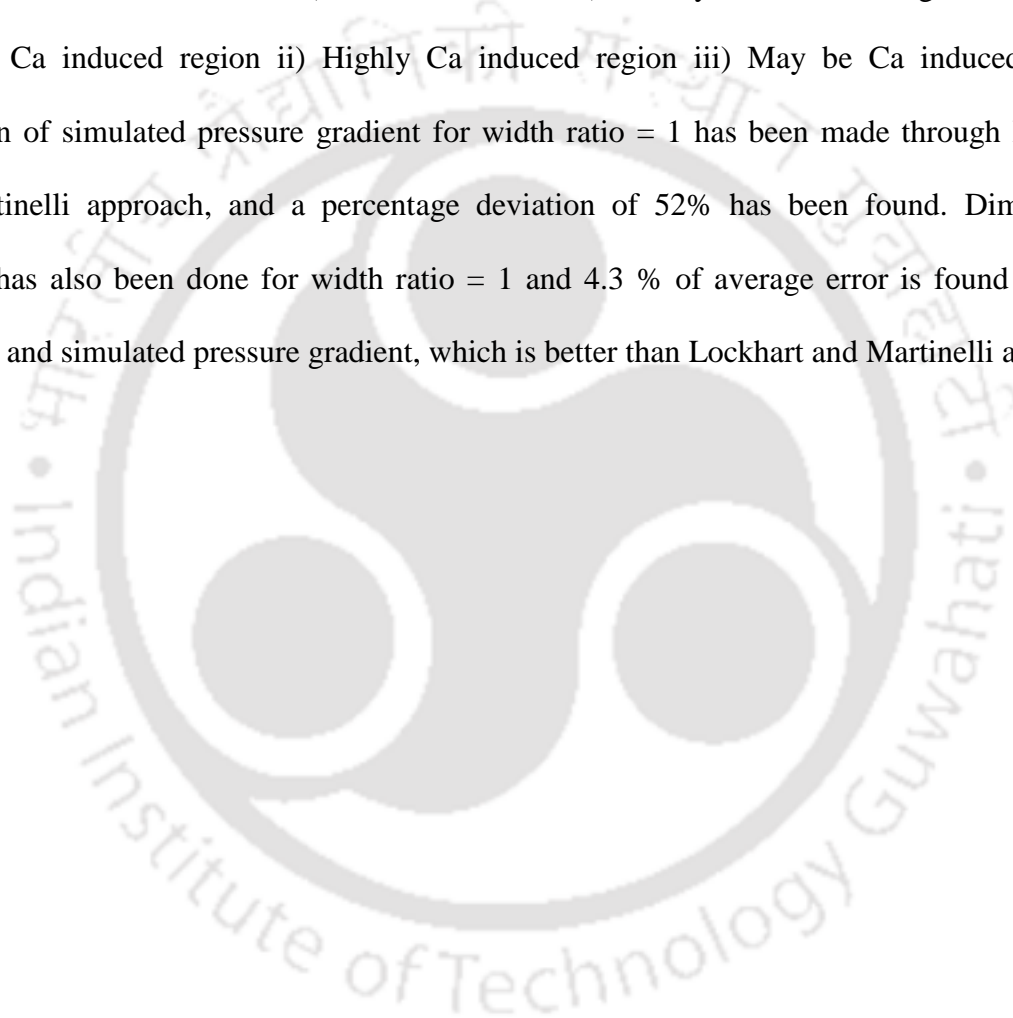 Ca induced region ii) Highly Ca induced region iii) May be Ca induced
n of simulated pressure gradient for width ratio = 1 has been made through
tinelli approach, and a percentage deviation of 52% has been found. Dim
has also been done for width ratio = 1 and 4.3 % of average error is found
and simulated pressure gradient, which is better than Lockhart and Martinelli a
Indian Institute of Technology Guwahati